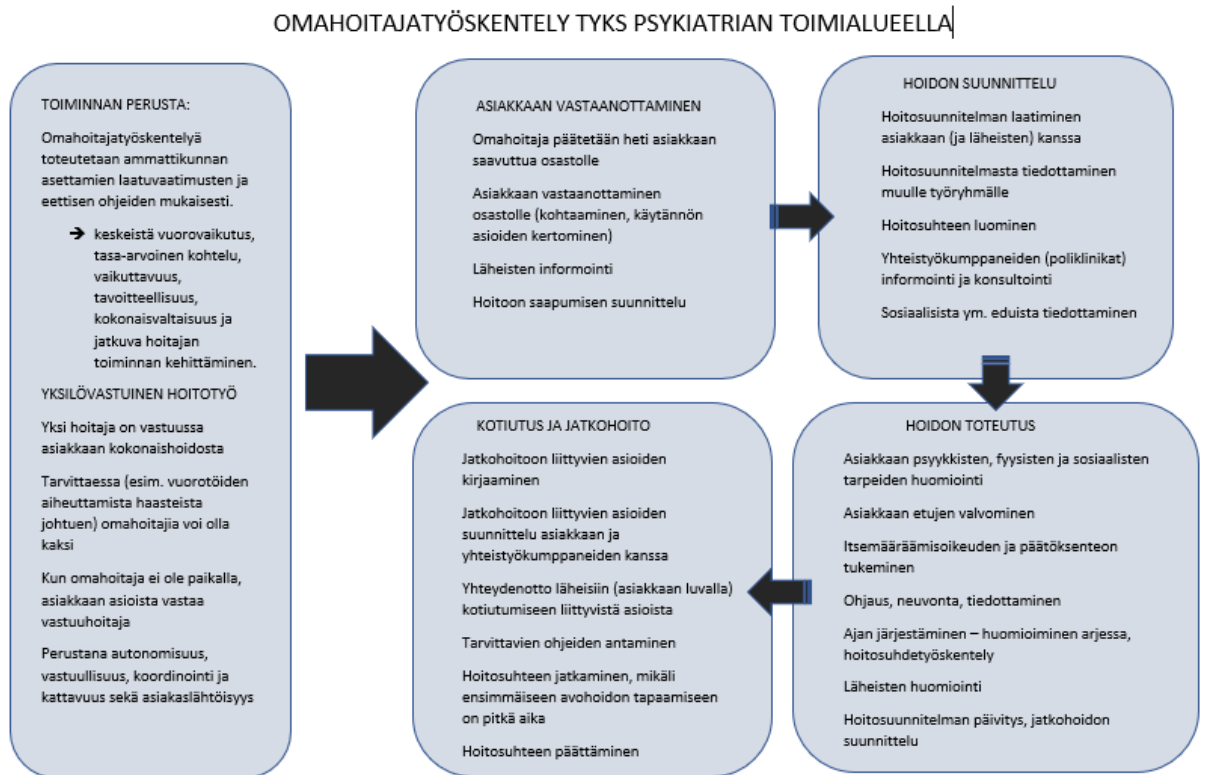 OMAHOITAJATYÖSKENTELY TYKS PSYKIATRIAN TOIMIALUEELLA
TOIMINNAN PERUSTA:
Omahoitajatyöskentelyä
toteutetaan ammattikunnan
asettamien laatuvaatimusten ja
eettisen ohjeiden mukaisesti.
➔ keskeistä vuorovaikutus,
tasa-arvoinen kohtelu,
vaikuttavuus,
tavoitteellisuus,
kokonaisvaltaisuus ja
jatkuva hoitajan
toiminnan kehittäminen.
YKSILÖVASTUINEN HOITOTYÖ
Yksi hoitaja on vastuussa
asiakkaan kokonaishoidosta
Tarvittaessa (esim. vuorotöiden
aiheuttamista haasteista
johtuen) omahoitajia voi olla
kaksi
Kun omahoitaja ei ole paikalla,
asiakkaan asioista vastaa
vastuuhoitaja
Perustana autonomisuus,
vastuullisuus, koordinointi ja
kattavuus sekä asiakaslähtöisyys
ASIAKKAAN VASTAANOTTAMINEN
Omahoitaja päätetään heti asiakkaan
saavuttua osastolle
Asiakkaan vastaanottaminen
osastolle (kohtaaminen, käytännön
asioiden kertominen)
Läheisten informointi
Hoitoon saapumisen suunnittelu
HOIDON SUUNNITTELU
Hoitosuunnitelman laatiminen
asiakkaan (ja läheisten) kanssa
Hoitosuunnitelmasta tiedottaminen
muulle työryhmälle
Hoitosuhteen luominen
Yhteistyökumppaneiden (poliklinikat)
informointi ja konsultointi
Sosiaalisista ym. eduista tiedottaminen
HOIDON TOTEUTUS
Asiakkaan psyykkisten, fyysisten ja sosiaalisten
tarpeiden huomiointi
Asiakkaan etujen valvominen
Itsemääräämisoikeuden ja päätöksenteon
tukeminen
Ohjaus, neuvonta, tiedottaminen
Ajan järjestäminen – huomioiminen arjessa,
hoitosuhdetyöskentely
Läheisten huomiointi
Hoitosuunnitelman päivitys, jatkohoidon
suunnittelu
KOTIUTUS JA JATKOHOITO
Jatkohoitoon liittyvien asioiden
kirjaaminen
Jatkohoitoon liittyvien asioiden
suunnittelu asiakkaan ja
yhteistyökumppaneiden kanssa
Yhteydenotto läheisiin (asiakkaan luvalla)
kotiutumiseen liittyvistä asioista
Tarvittavien ohjeiden antaminen
Hoitosuhteen jatkaminen, mikäli
ensimmäiseen avohoidon tapaamiseen
on pitkä aika
Hoitosuhteen päättäminen